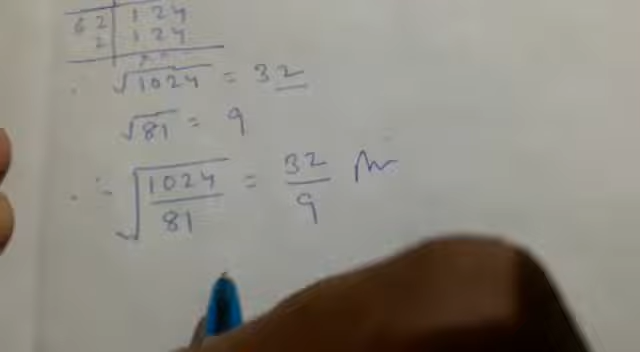 62 | 124
2 | 124
∴ √1024 = 32
√81 = 9
∴ √(1024/81) = 32/9